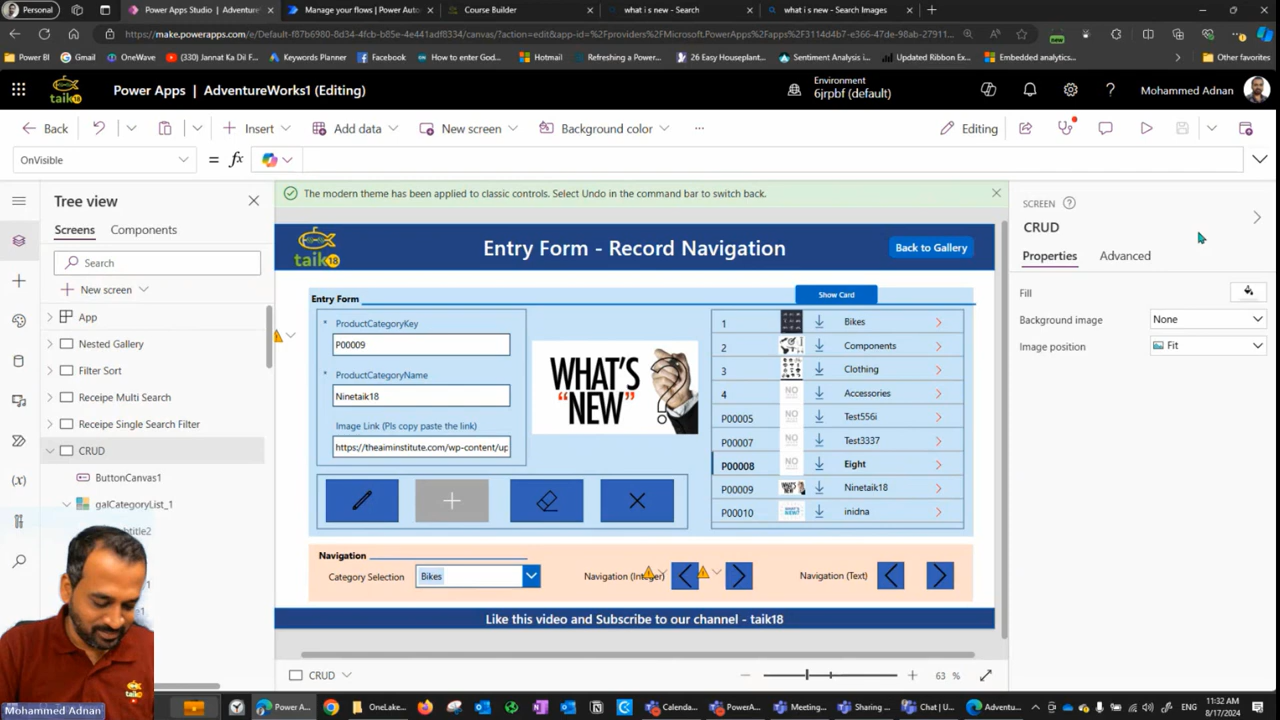 Personal
Power Apps Studio | Adventure
Manage your flows | Power Auto
Course Builder
what i s new - Search
what i s new - Search Images
https://make.powerapps.com/e/Default-f87b6980-8d34-4fcb-b85e-4e441adf8334/canvas/?action=edit&app-id=%2Fproviders%2FMicrosoft.PowerApps%2Fapps%2F3114d4b7-e366-47de-98ab-27911...
Power BI
Gmail
OneWave
(330) Jannat Ka Dil F...
Keywords Planner
Facebook
How to enter God...
Hotmail
Refreshing a Power...
26 Easy Houseplant...
Sentiment Analysis i...
Updated Ribbon Ex...
Embedded analytics...
Other favorites
taik18
Power Apps | AdventureWorks1 (Editing)
Environment
6jrpbf (default)
Mohammed Adnan
Back
Insert
Add data
New screen
Background color
...
Editing
OnVisible
= fx
Tree view
Screens
Components
Search
New screen
App
Nested Gallery
Filter Sort
Receipe Multi Search
Receipe Single Search Filter
CRUD
ButtonCanvas1
galCategoryList_1
The modern theme has been applied to classic controls. Select Undo in the command bar to switch back.
taik18
Entry Form - Record Navigation
Back to Gallery
Entry Form
Show Card
* ProductCategoryKey
P00009
* ProductCategoryName
Ninetaik18
Image Link (Pls copy paste the link)
https://theaiminstitute.com/wp-content/up
WHAT'S
"NEW"
?
1 Bikes
2 Components
3 Clothing
4 NO Accessories
P00005 NO Test556i
P00007 NO Test3337
P00008 NO Eight
P00009 Ninetaik18
P00010 inidna
Navigation
Category Selection
Bikes
Navigation (Integer)
Navigation (Text)
Like this video and Subscribe to our channel - taik18
CRUD
63 %
SCREEN
CRUD
Properties
Advanced
Fill
Background image
None
Image position
Fit
Mohammed Adnan
Power A...
OneLake...
Calenda...
PowerA...
Meeting...
Sharing ...
Chat | U...
Adventu...
11:32 AM
8/17/2024